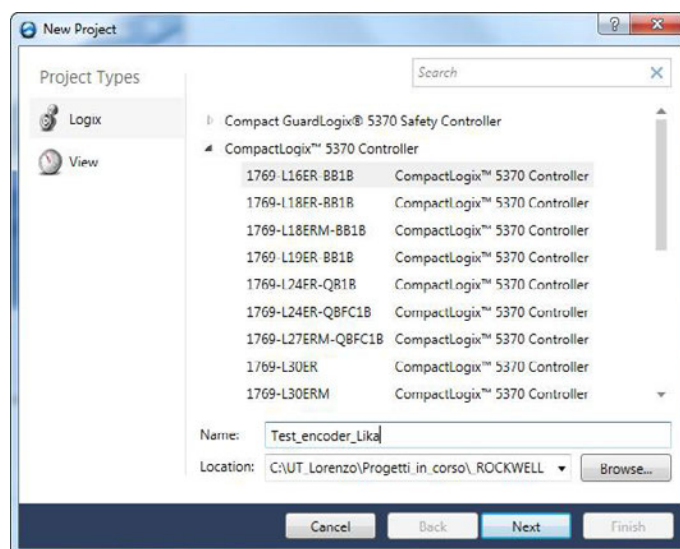 New Project
Project Types
Search
Logix
View
Compact GuardLogix® 5370 Safety Controller
CompactLogix™ 5370 Controller
1769-L16ER-BB1B CompactLogix™ 5370 Controller
1769-L18ER-BB1B CompactLogix™ 5370 Controller
1769-L18ERM-BB1B CompactLogix™ 5370 Controller
1769-L19ER-BB1B CompactLogix™ 5370 Controller
1769-L24ER-QB1B CompactLogix™ 5370 Controller
1769-L24ER-QBFC1B CompactLogix™ 5370 Controller
1769-L27ERM-QBFC1B CompactLogix™ 5370 Controller
1769-L30ER CompactLogix™ 5370 Controller
1769-L30ERM CompactLogix™ 5370 Controller
Name: Test_encoder_Lika
Location: C:\UT_Lorenzo\Progetti_in_corso\_ROCKWELL Browse...
Cancel Back Next Finish